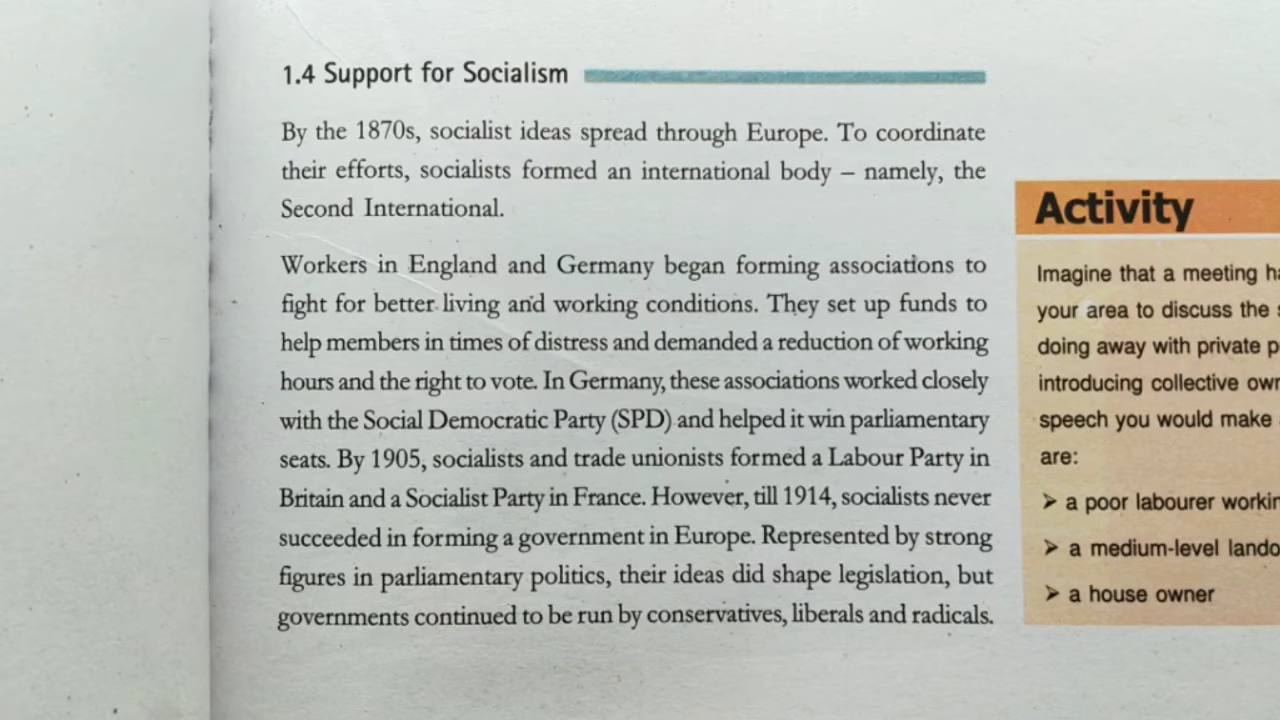 1.4 Support for Socialism
By the 1870s, socialist ideas spread through Europe. To coordinate
their efforts, socialists formed an international body – namely, the
Second International.
Workers in England and Germany began forming associations to
fight for better living and working conditions. They set up funds to
help members in times of distress and demanded a reduction of working
hours and the right to vote. In Germany, these associations worked closely
with the Social Democratic Party (SPD) and helped it win parliamentary
seats. By 1905, socialists and trade unionists formed a Labour Party in
Britain and a Socialist Party in France. However, till 1914, socialists never
succeeded in forming a government in Europe. Represented by strong
figures in parliamentary politics, their ideas did shape legislation, but
governments continued to be run by conservatives, liberals and radicals.
Activity
Imagine that a meeting
your area to discuss the
doing away with private
introducing collective
speech you would make
are:
➢ a poor labourer
➢ a medium-level
➢ a house owner